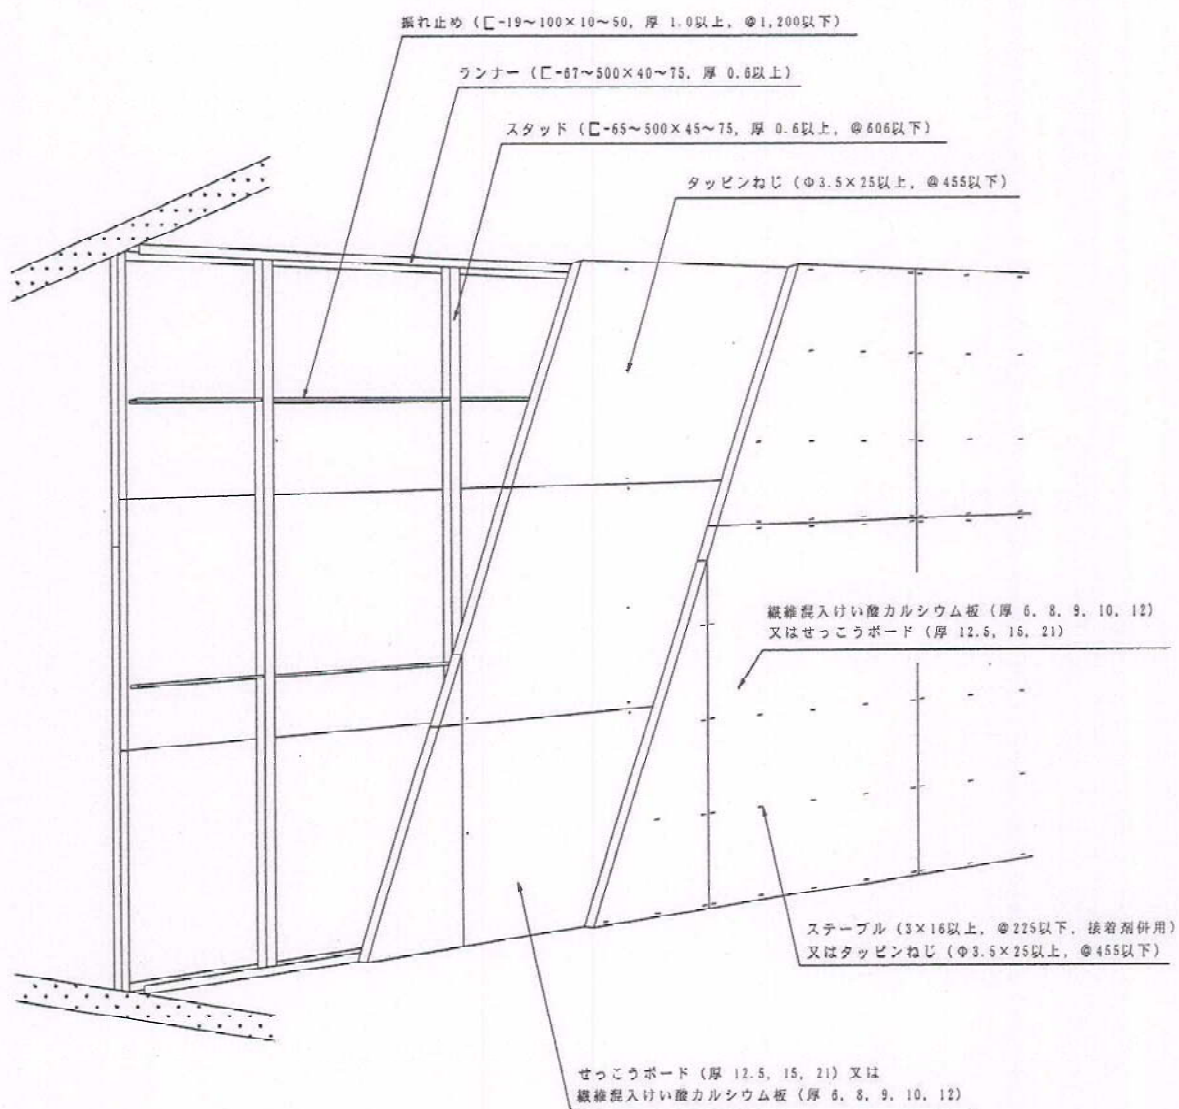 振れ止め（⊏-19～100×10～50, 厚 1.0以上, @1,200以下）
ランナー（⊏-67～500×40～75, 厚 0.6以上）
スタッド（⊏-65～500×45～75, 厚 0.6以上, @606以下）
タッピンねじ（Φ3.5×25以上, @455以下）
繊維混入けい酸カルシウム板（厚 6, 8, 9, 10, 12）
又はせっこうボード（厚 12.5, 15, 21）
ステープル（3×16以上, @225以下, 接着剤併用）
又はタッピンねじ（Φ3.5×25以上, @455以下）
せっこうボード（厚 12.5, 15, 21）又は
繊維混入けい酸カルシウム板（厚 6, 8, 9, 10, 12）